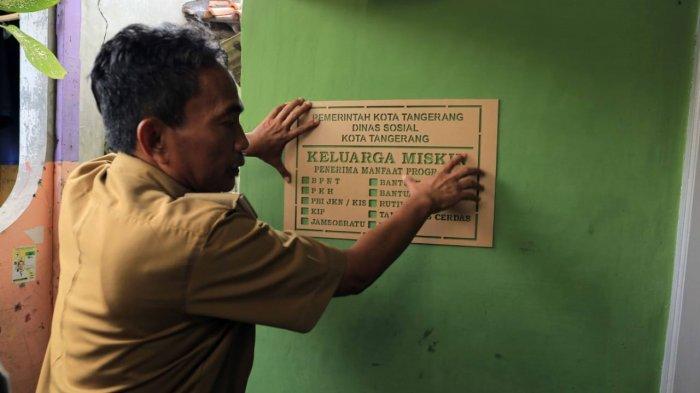 PEMERINTAH KOTA TANGERANG
DINAS SOSIAL
KOTA TANGERANG
KELUARGA
PENERIMA MANFAAT
BPNT
PKH
PBI JKN / KIS
KIP
JAMSOSRATU
CERDAS